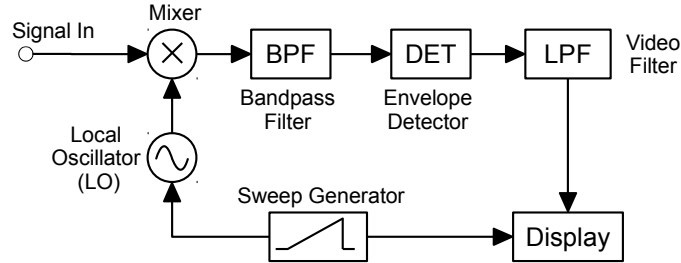 Mixer
Signal In
BPF
DET
LPF
Video
Filter
Bandpass
Filter
Envelope
Detector
Local
Oscillator
(LO)
Sweep Generator
Display